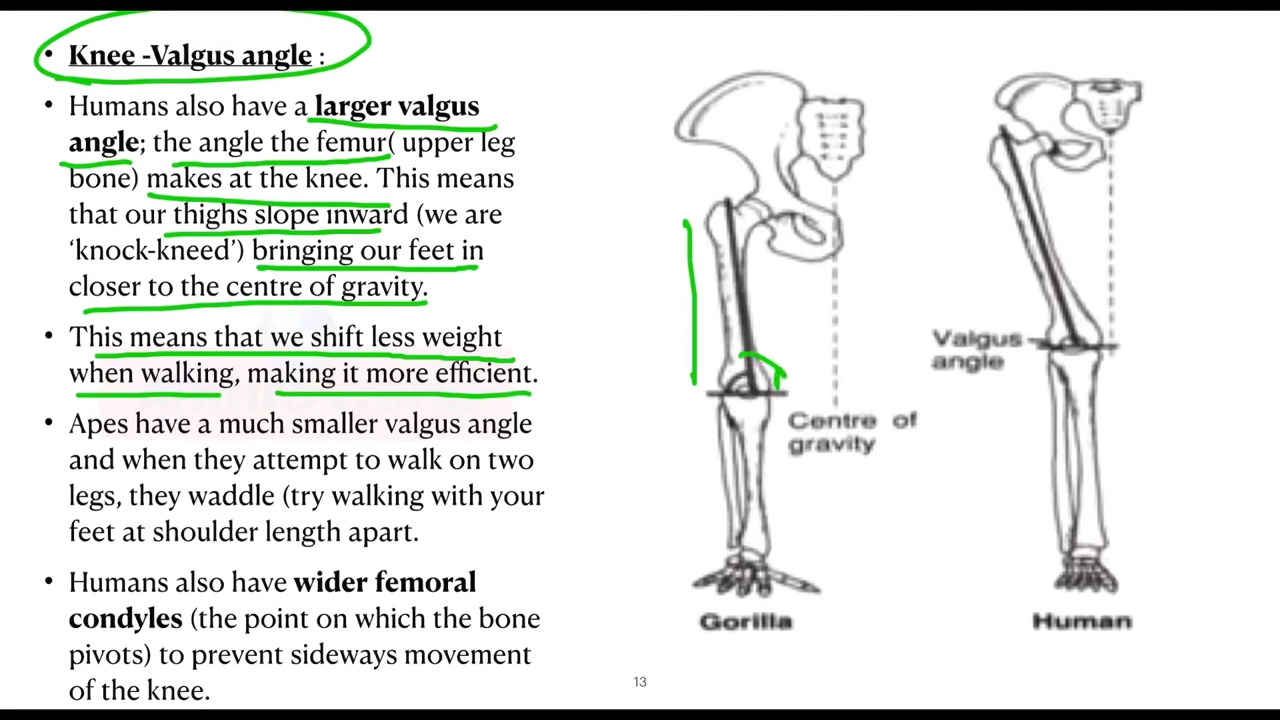 • Knee -Valgus angle :
• Humans also have a larger valgus
angle; the angle the femur( upper leg
bone) makes at the knee. This means
that our thighs slope inward (we are
‘knock-kneed’) bringing our feet in
closer to the centre of gravity.
• This means that we shift less weight
when walking, making it more efficient.
• Apes have a much smaller valgus angle
and when they attempt to walk on two
legs, they waddle (try walking with your
feet at shoulder length apart.
• Humans also have wider femoral
condyles (the point on which the bone
pivots) to prevent sideways movement
of the knee.
Valgus
angle
Centre of
gravity
Gorilla
Human
13